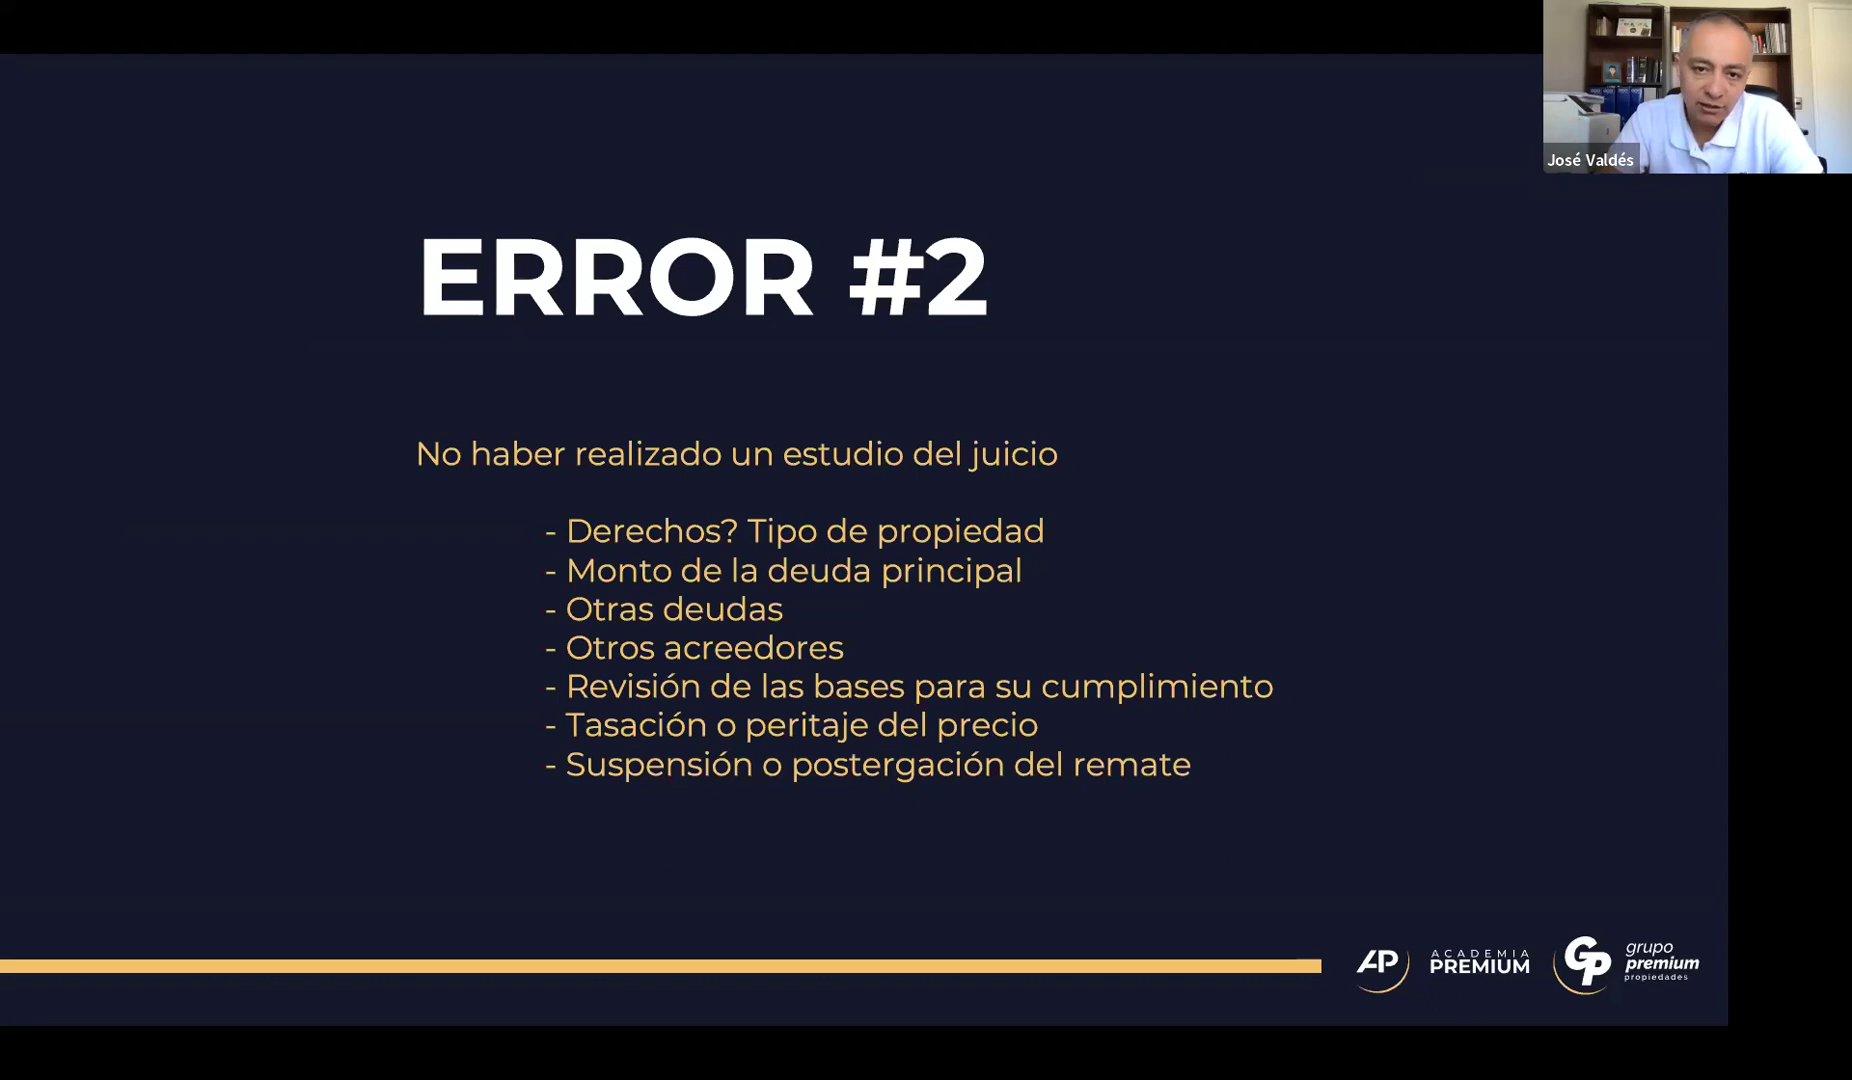 José Valdés
ERROR #2
No haber realizado un estudio del juicio
- Derechos? Tipo de propiedad
- Monto de la deuda principal
- Otras deudas
- Otros acreedores
- Revisión de las bases para su cumplimiento
- Tasación o peritaje del precio
- Suspensión o postergación del remate
AP
ACADEMIA
PREMIUM
GP
grupo
premium
propiedades